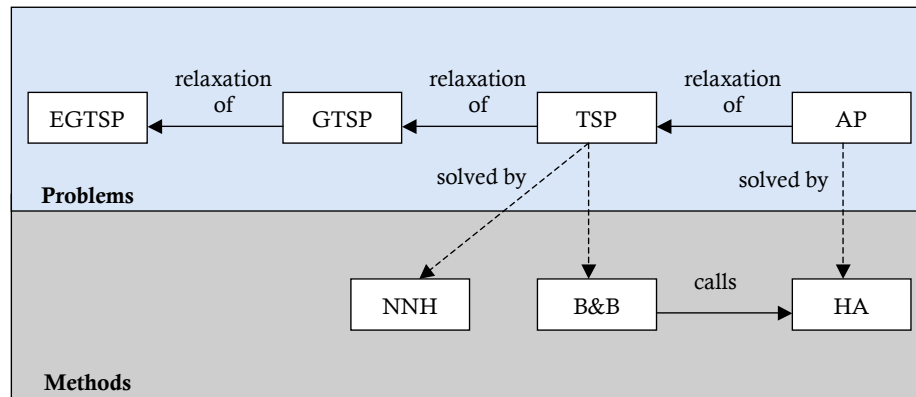 relaxation
of
relaxation
of
relaxation
of
EGTSP
GTSP
TSP
AP
solved by
solved by
Problems
NNH
B&B
calls
HA
Methods